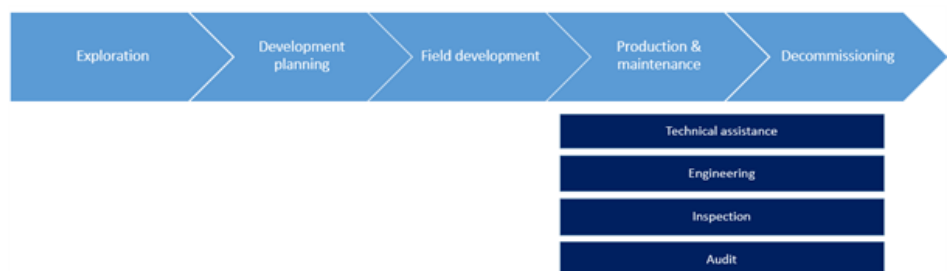 Exploration
Development
planning
Field development
Production &
maintenance
Decommissioning
Technical assistance
Engineering
Inspection
Audit